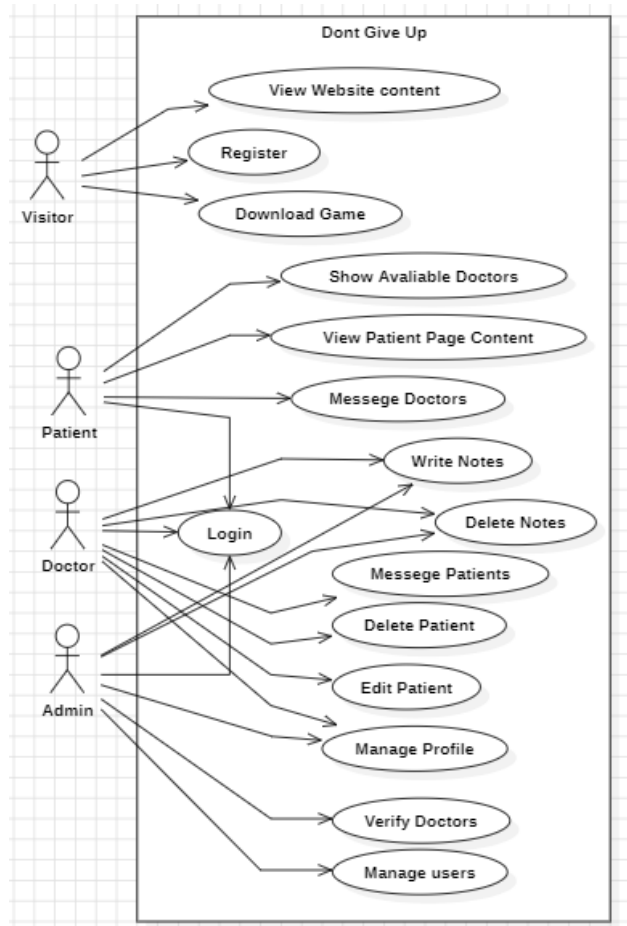 Dont Give Up
View Website content
Register
Download Game
Visitor
Show Avaliable Doctors
View Patient Page Content
Messege Doctors
Patient
Write Notes
Delete Notes
Login
Doctor
Messege Patients
Delete Patient
Edit Patient
Admin
Manage Profile
Verify Doctors
Manage users